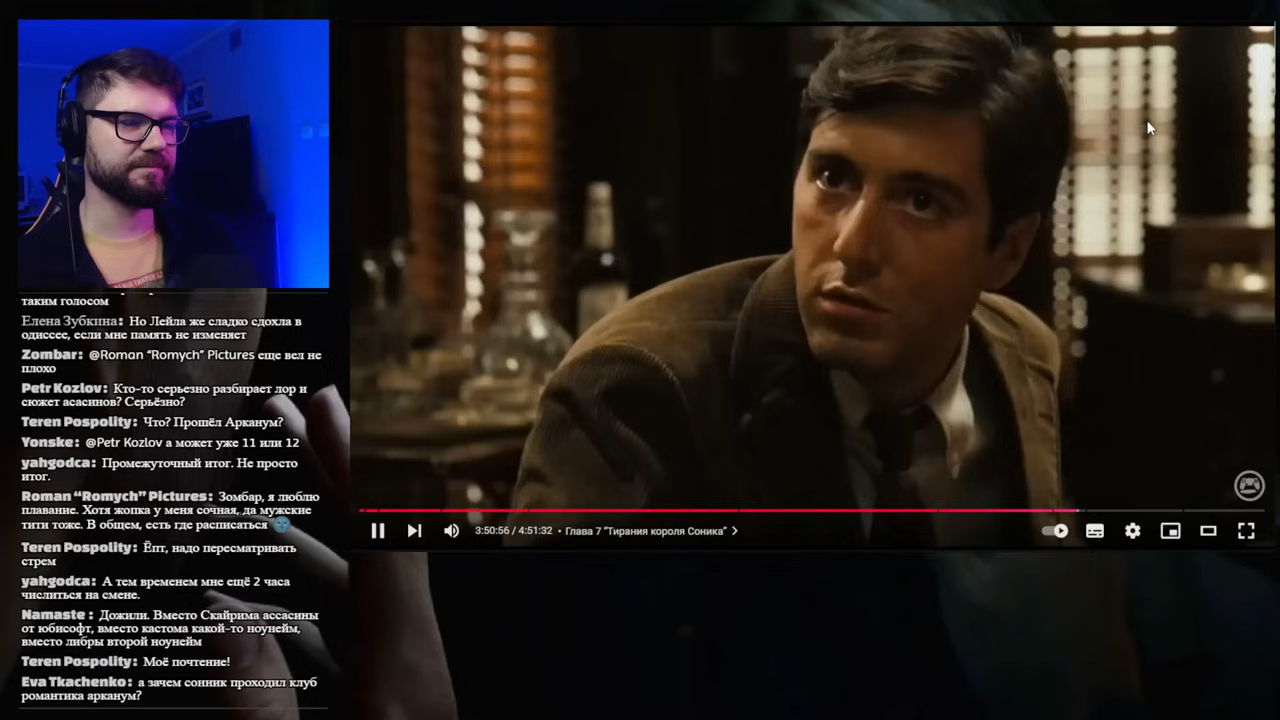 таким голосом
Елена Зубкина: Но Лейла же сладко сдохла в
одиссее, если мне память не изменяет
Zombar: @Roman “Romych” Pictures еще вел не
плохо
Petr Kozlov: Кто-то серьезно разбирает лор и
сюжет асасинов? Серьёзно?
Teren Pospolity: Что? Прошёл Арканум?
Yonske: @Petr Kozlov а может уже 11 или 12
yahgodca: Промежуточный итог. Не просто
итог.
Roman “Romych” Pictures: Зомбар, я люблю
плавание. Хотя жопка у меня сочная, да мужские
тити тоже. В общем, есть где расписаться
Teren Pospolity: Ёпт, надо пересматривать
стрем
yahgodca: А тем временем мне ещё 2 часа
числиться на смене.
Namaste : Дожили. Вместо Скайрима ассасины
от юбисофт, вместо кастома какой-то ноунейм,
вместо либры второй ноунейм
Teren Pospolity: Моё почтение!
Eva Tkachenko: а зачем сонник проходил клуб
романтика арканум?
3:50:56 / 4:51:32 • Глава 7 “Тирания короля Соника” >